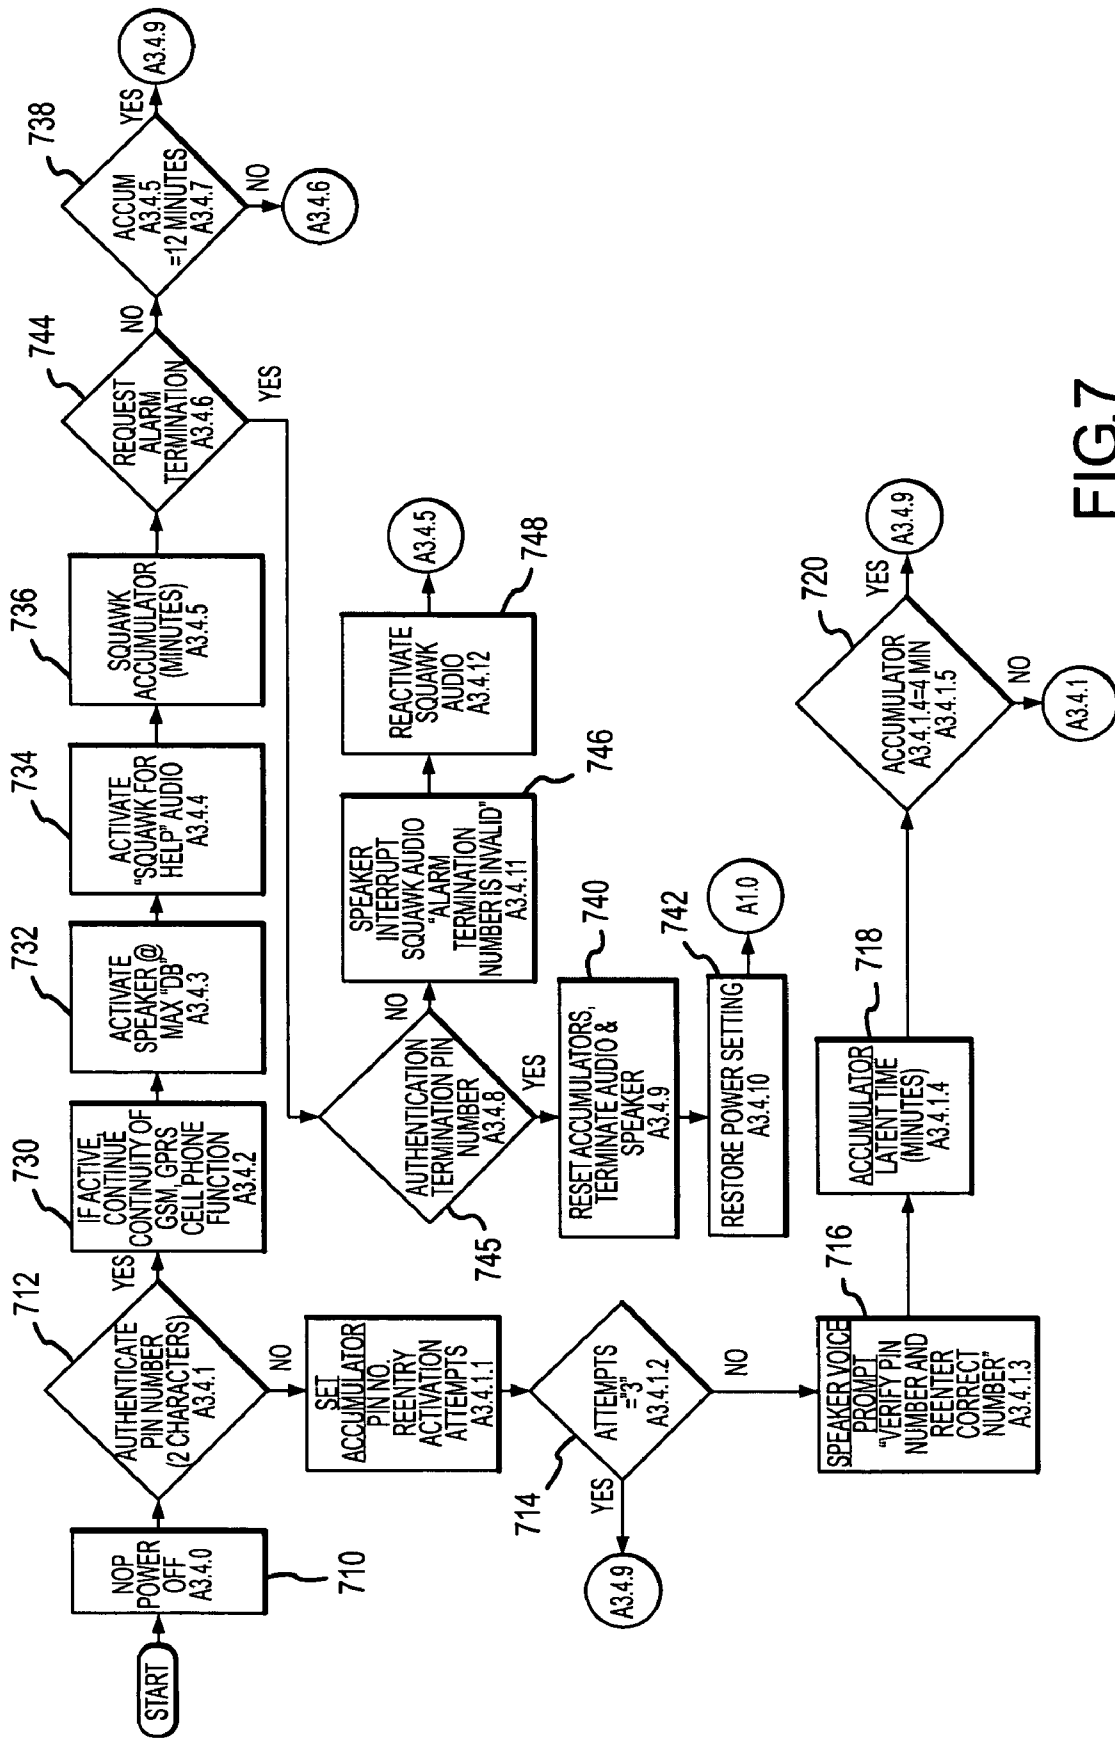 START
NOP
POWER
OFF
A3.4.0
710
AUTHENTICATE
PIN NUMBER
(2 CHARACTERS)
A3.4.1
712
YES
NO
IF ACTIVE,
CONTINUE
CONTINUITY OF
GSM, GPRS
CELL PHONE
FUNCTION
A3.4.2
730
ACTIVATE
SPEAKER @
MAX "DB"
A3.4.3
732
ACTIVATE
"SQUAWK FOR
HELP" AUDIO
A3.4.4
734
SQUAWK
ACCUMULATOR
(MINUTES)
A3.4.5
736
REQUEST
ALARM
TERMINATION
A3.4.6
744
NO
YES
ACCUM
A3.4.5
=12 MINUTES
A3.4.7
738
YES
A3.4.9
NO
A3.4.6
AUTHENTICATION
TERMINATION PIN
NUMBER
A3.4.8
745
NO
YES
SPEAKER
INTERRUPT
SQUAWK AUDIO
"ALARM
TERMINATION
NUMBER IS INVALID"
A3.4.11
746
REACTIVATE
SQUAWK
AUDIO
A3.4.12
748
A3.4.5
RESET ACCUMULATORS,
TERMINATE AUDIO &
SPEAKER
A3.4.9
740
RESTORE POWER SETTING
A3.4.10
742
A1.0
SET
ACCUMULATOR
PIN NO.
REENTRY
ACTIVATION
ATTEMPTS
A3.4.1.1
ATTEMPTS
="3"
A3.4.1.2
714
YES
A3.4.9
NO
SPEAKER VOICE
PROMPT
"VERIFY PIN
NUMBER AND
REENTER
CORRECT
NUMBER"
A3.4.1.3
716
ACCUMULATOR
LATENT TIME
(MINUTES)
A3.4.1.4
718
ACCUMULATOR
A3.4.1.4=4 MIN
A3.4.1.5
720
YES
A3.4.9
NO
A3.4.1
FIG.7